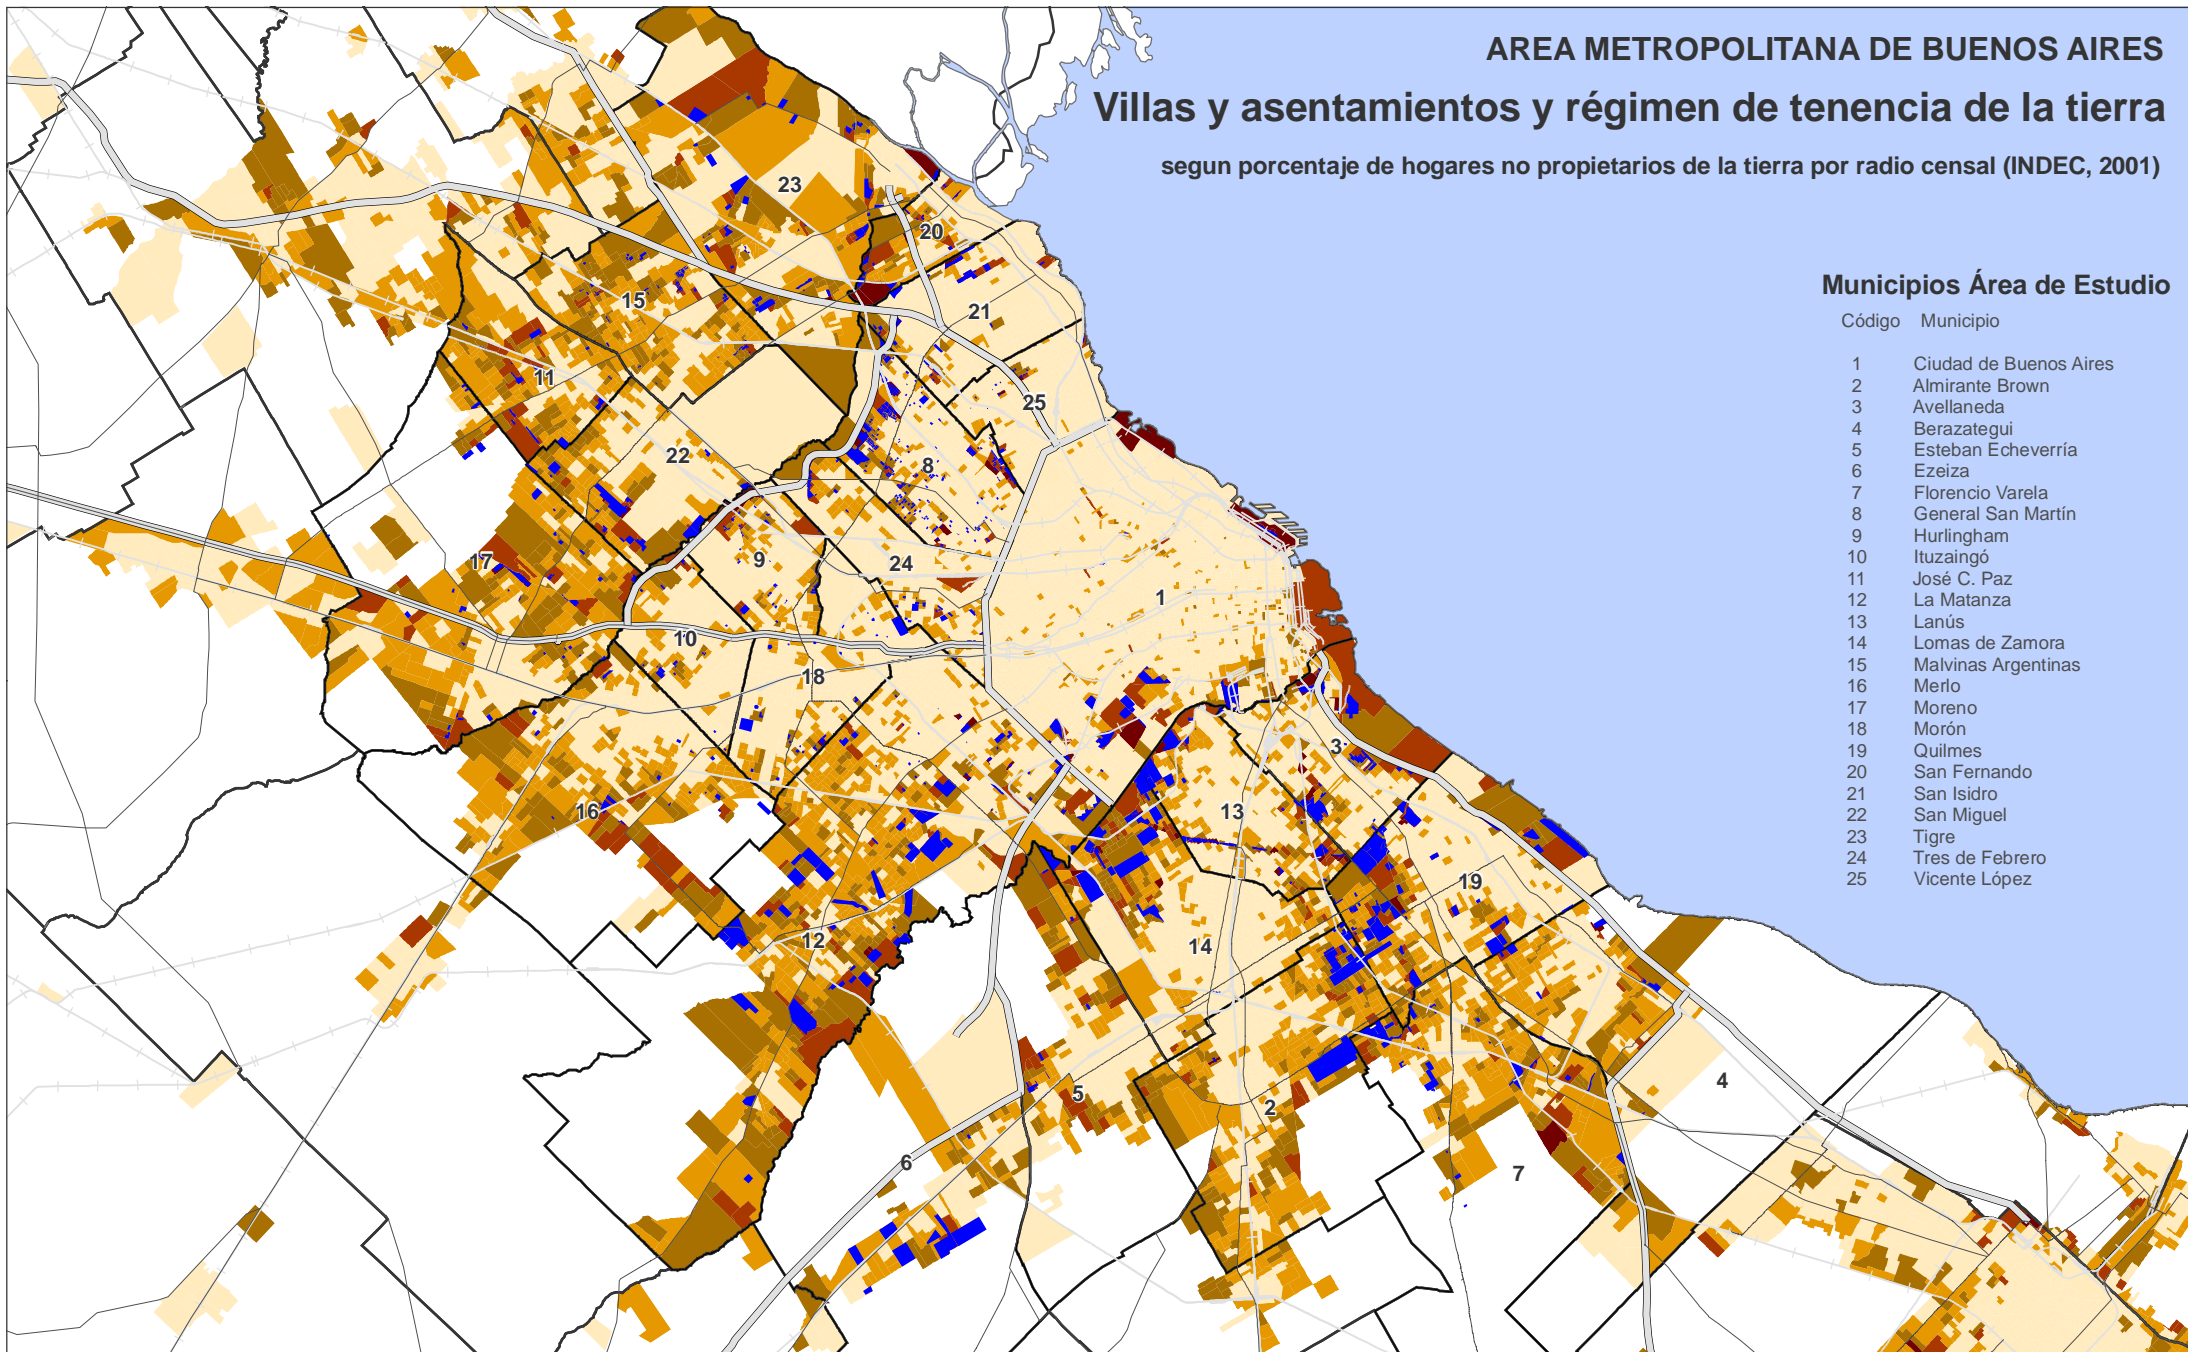 AREA METROPOLITANA DE BUENOS AIRES
Villas y asentamientos y régimen de tenencia de la tierra
segun porcentaje de hogares no propietarios de la tierra por radio censal (INDEC, 2001)
Municipios Área de Estudio
Código Municipio
1 Ciudad de Buenos Aires
2 Almirante Brown
3 Avellaneda
4 Berazategui
5 Esteban Echeverría
6 Ezeiza
7 Florencio Varela
8 General San Martín
9 Hurlingham
10 Ituzaingó
11 José C. Paz
12 La Matanza
13 Lanús
14 Lomas de Zamora
15 Malvinas Argentinas
16 Merlo
17 Moreno
18 Morón
19 Quilmes
20 San Fernando
21 San Isidro
22 San Miguel
23 Tigre
24 Tres de Febrero
25 Vicente López
23
20
15
21
11
25
22
8
17
9
24
1
10
18
3
16
13
19
12
14
4
5
2
6
7